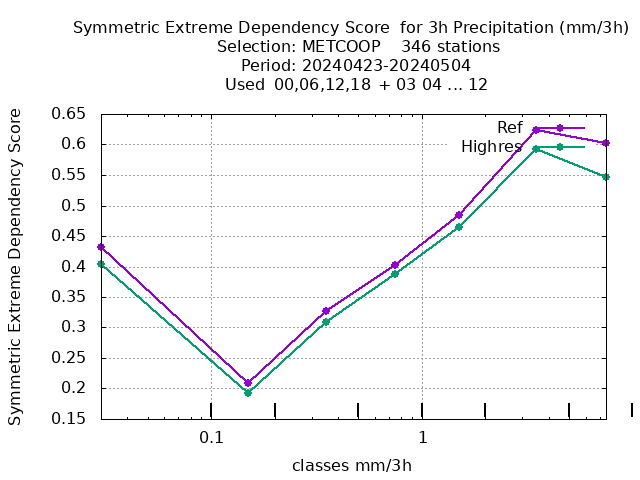 Symmetric Extreme Dependency Score  for 3h Precipitation (mm/3h)
Selection: METCOOP    346 stations
Period: 20240423-20240504
Used  00,06,12,18 + 03 04 ... 12
Symmetric Extreme Dependency Score
0.65
0.6
0.55
0.5
0.45
0.4
0.35
0.3
0.25
0.2
0.15
Ref
Highres
0.1
1
classes mm/3h